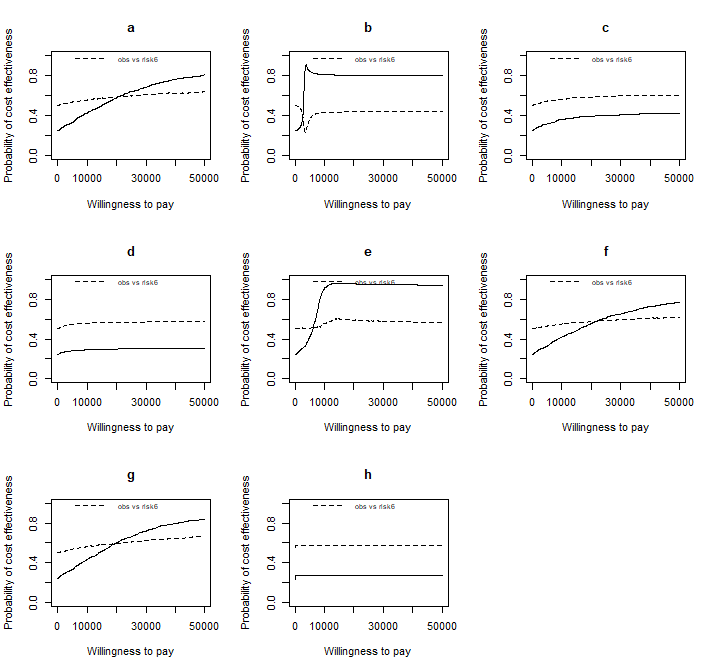 a
b
c
Probability of cost effectiveness
0.0 0.4 0.8
obs vs risk6
0 10000 30000 50000
Willingness to pay
Probability of cost effectiveness
0.0 0.4 0.8
obs vs risk6
0 10000 30000 50000
Willingness to pay
Probability of cost effectiveness
0.0 0.4 0.8
obs vs risk6
0 10000 30000 50000
Willingness to pay
d
e
f
Probability of cost effectiveness
0.0 0.4 0.8
obs vs risk6
0 10000 30000 50000
Willingness to pay
Probability of cost effectiveness
0.0 0.4 0.8
obs vs risk6
0 10000 30000 50000
Willingness to pay
Probability of cost effectiveness
0.0 0.4 0.8
obs vs risk6
0 10000 30000 50000
Willingness to pay
g
h
Probability of cost effectiveness
0.0 0.4 0.8
obs vs risk6
0 10000 30000 50000
Willingness to pay
Probability of cost effectiveness
0.0 0.4 0.8
obs vs risk6
0 10000 30000 50000
Willingness to pay